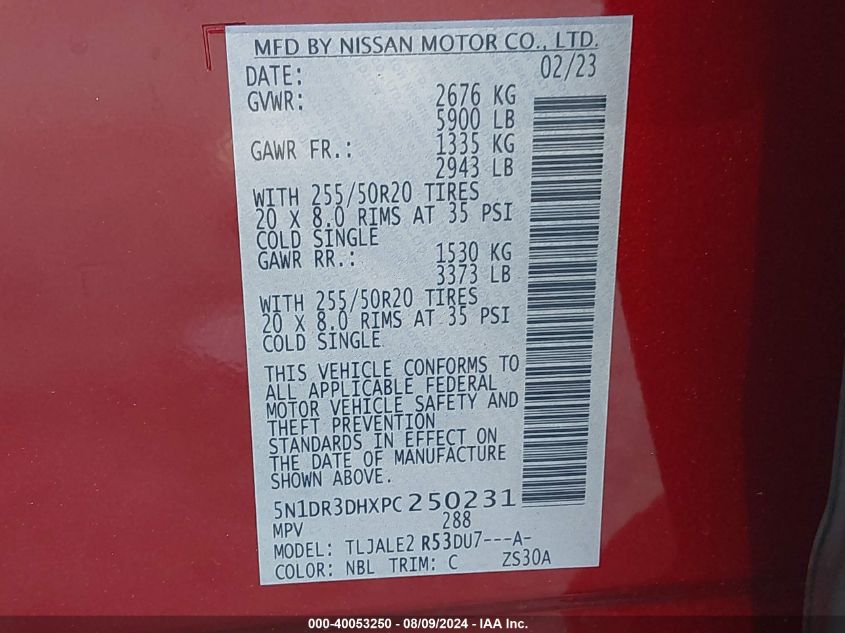 MFD BY NISSAN MOTOR CO., LTD.
DATE: 02/23
GVWR: 2676 KG
5900 LB
GAWR FR.: 1335 KG
2943 LB
WITH 255/50R20 TIRES
20 X 8.0 RIMS AT 35 PSI
COLD SINGLE
GAWR RR.: 1530 KG
3373 LB
WITH 255/50R20 TIRES
20 X 8.0 RIMS AT 35 PSI
COLD SINGLE
THIS VEHICLE CONFORMS TO
ALL APPLICABLE FEDERAL
MOTOR VEHICLE SAFETY AND
THEFT PREVENTION
STANDARDS IN EFFECT ON
THE DATE OF MANUFACTURE
SHOWN ABOVE.
5N1DR3DHXPC250231
MPV 288
MODEL: TLJALE2 R53DU7---A-
COLOR: NBL TRIM: C ZS30A
000-40053250 - 08/09/2024 - IAA Inc.